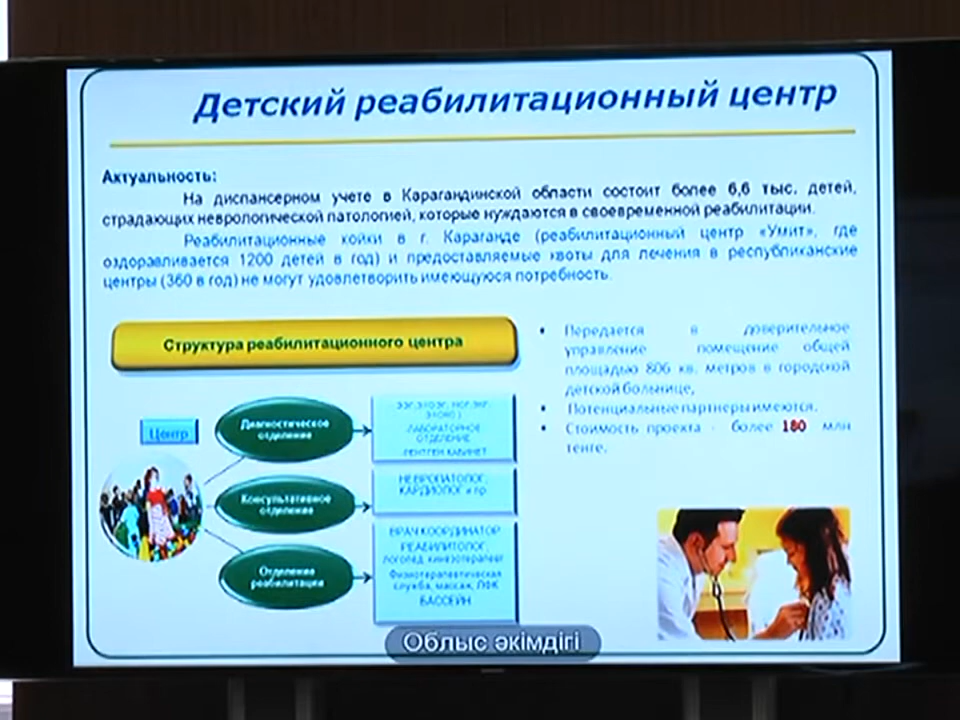 Детский реабилитационный центр
Актуальность:
На диспансерном учете в Карагандинской области состоит более 6,6 тыс. детей,
страдающих неврологической патологией, которые нуждаются в своевременной реабилитации.
Реабилитационные койки в г. Караганде (реабилитационный центр «Умит», где
оздоравливается 1200 детей в год) и предоставляемые квоты для лечения в республиканские
центры (360 в год) не могут удовлетворить имеющуюся потребность.
Структура реабилитационного центра
Центр
Диагностическое
отделение
ЛАБОРАТОРНОЕ
ОТДЕЛЕНИЕ
РЕНТГЕН КАБИНЕТ
Консультативное
отделение
НЕВРОПАТОЛОГ,
КАРДИОЛОГ и пр.
Отделение
реабилитации
ВРАЧ КООРДИНАТОР
РЕАБИЛИТОЛОГ,
логопед, кинезотерапевт
Физиотерапевтическая
служба, массаж, ЛФК
БАССЕЙН
• Передается в доверительное
управление помещение общей
площадью 806 кв. метров в городской
детской больнице,
• Потенциальные партнеры имеются.
• Стоимость проекта - более 180 млн
тенге.
Облыс әкімдігі